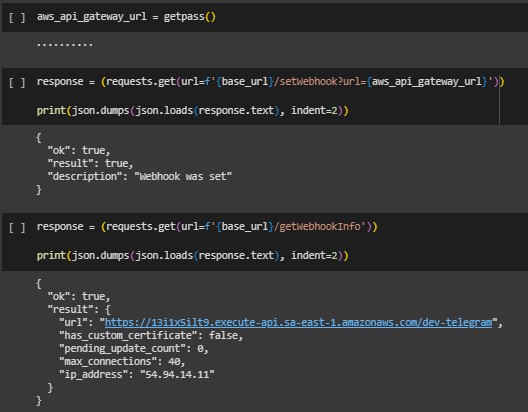 [ ] aws_api_gateway_url = getpass()
··········
[ ] response = (requests.get(url=f'{base_url}/setWebhook?url={aws_api_gateway_url}'))
print(json.dumps(json.loads(response.text), indent=2))
{
"ok": true,
"result": true,
"description": "Webhook was set"
}
[ ] response = (requests.get(url=f'{base_url}/getWebhookInfo'))
print(json.dumps(json.loads(response.text), indent=2))
{
"ok": true,
"result": {
"url": "https://13i1x5ilt9.execute-api.sa-east-1.amazonaws.com/dev-telegram",
"has_custom_certificate": false,
"pending_update_count": 0,
"max_connections": 40,
"ip_address": "54.94.14.11"
}
}